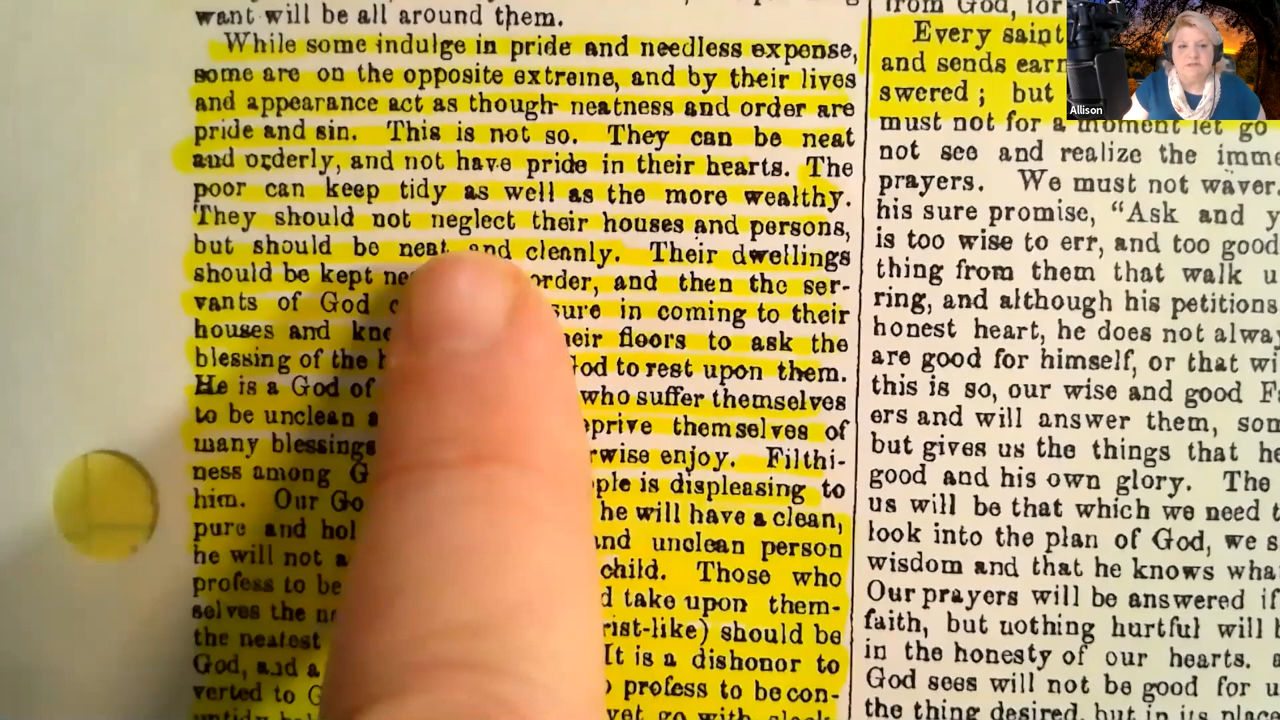 want will be all around them.
While some indulge in pride and needless expense,
some are on the opposite extreme, and by their lives
and appearance act as though neatness and order are
pride and sin. This is not so. They can be neat
and orderly, and not have pride in their hearts. The
poor can keep tidy as well as the more wealthy.
They should not neglect their houses and persons,
but should be neat and cleanly. Their dwellings
should be kept order, and then the ser-
vants of God in coming to their
houses and floors to ask the
blessing of the to rest upon them.
He is a God of who suffer themselves
to be unclean themselves of
many blessings enjoy. Filthi-
ness among is displeasing to
him. Our he will have a clean,
pure and and unclean person
he will not child. Those who
profess to be take upon them-
selves the should be
the neatest It is a dishonor to
God, and a profess to be con-
verted to
yet go with
from God, for
Every saint
and sends
swered; but
must not for a moment let go
not see and realize the
prayers. We must not waver.
his sure promise, "Ask and
is too wise to err, and too good
thing from them that walk
ring, and although his petitions
honest heart, he does not
are good for himself, or that
this is so, our wise and good
ers and will answer them,
but gives us the things that
good and his own glory. The
us will be that which we need
look into the plan of God, we
wisdom and that he knows
Our prayers will be answered if
faith, but nothing hurtful will
in the honesty of our hearts.
God sees will not be good for
the thing desired, but in its place
Allison